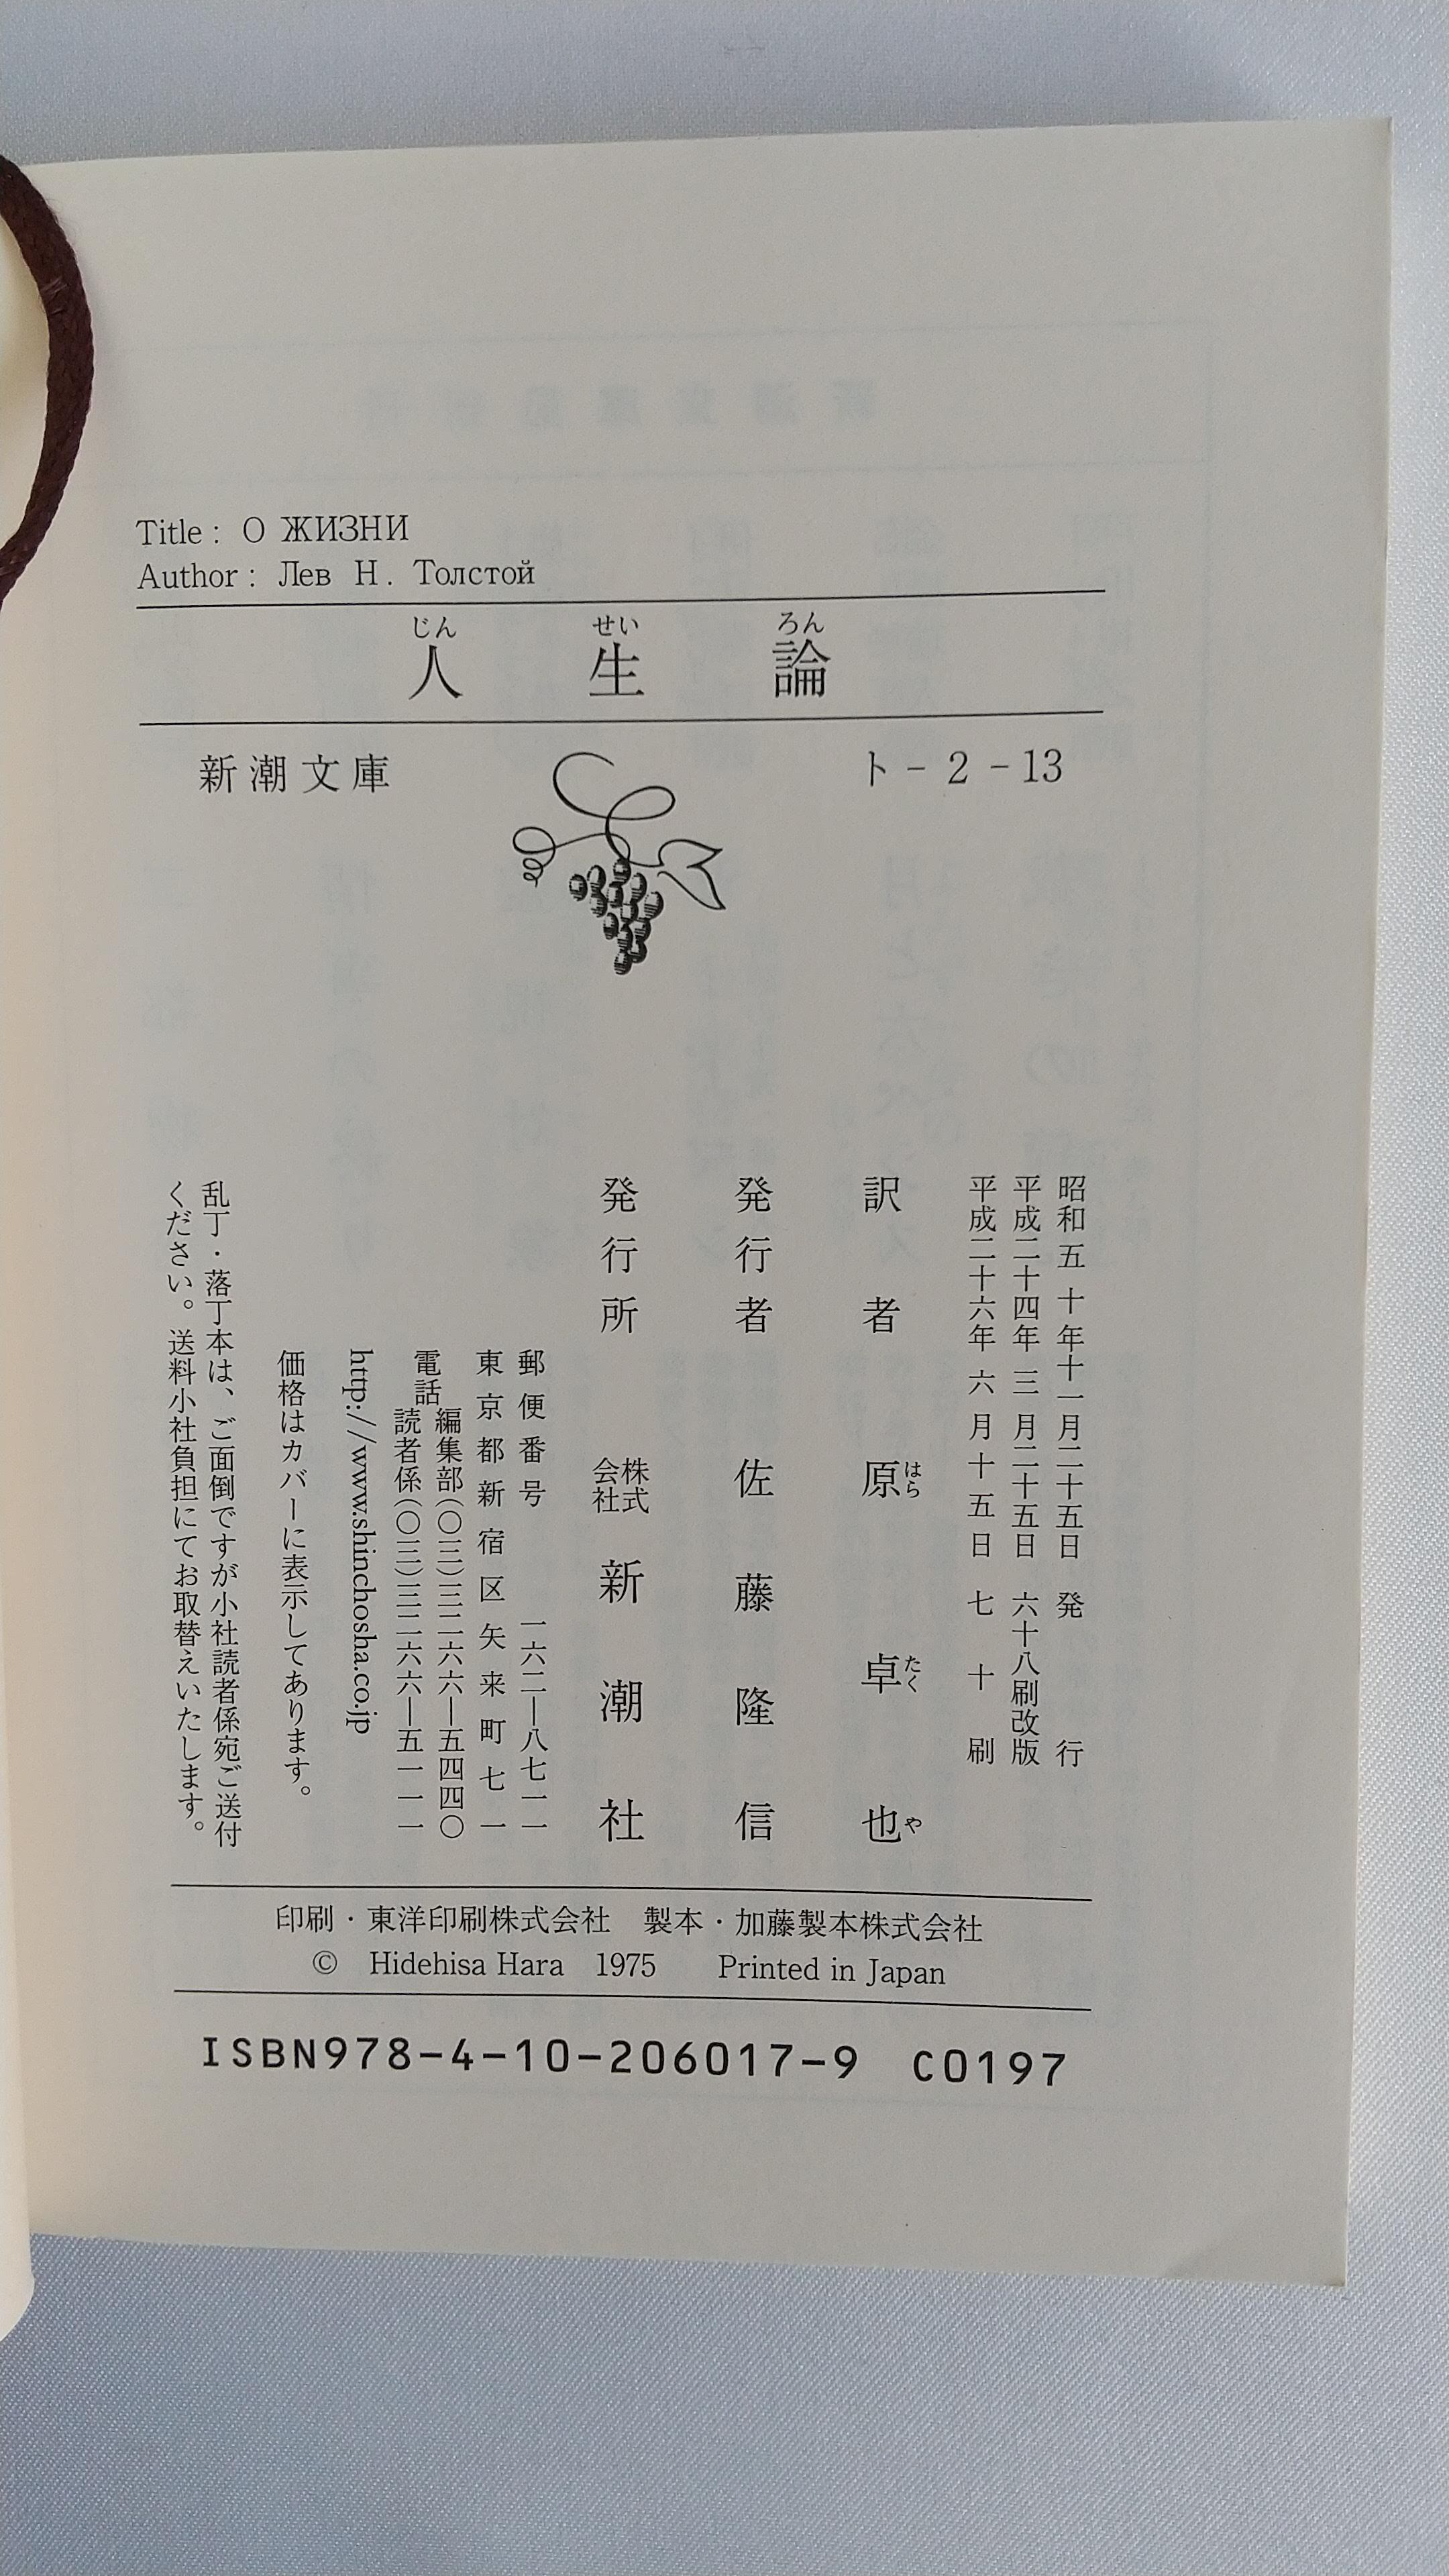 Title : О ЖИЗНИ
Author : Лев Н. Толстой
じん せい ろん
人生論
新潮文庫
ト-2-13
昭和五十年十一月二十五日 発行
平成二十四年三月二十五日 六十八刷改版
平成二十六年六月十五日 七十刷
訳者 原卓也
はら たく や
発行者 佐藤隆信
発行所 株式会社 新潮社
郵便番号 一六二―八七一一
東京都新宿区矢来町七一
電話 編集部(〇三)三二六六―五四四〇
読者係(〇三)三二六六―五一一一
http://www.shinchosha.co.jp
価格はカバーに表示してあります。
乱丁・落丁本は、ご面倒ですが小社読者係宛ご送付
ください。送料小社負担にてお取替えいたします。
印刷・東洋印刷株式会社 製本・加藤製本株式会社
© Hidehisa Hara 1975 Printed in Japan
ISBN978-4-10-206017-9 C0197